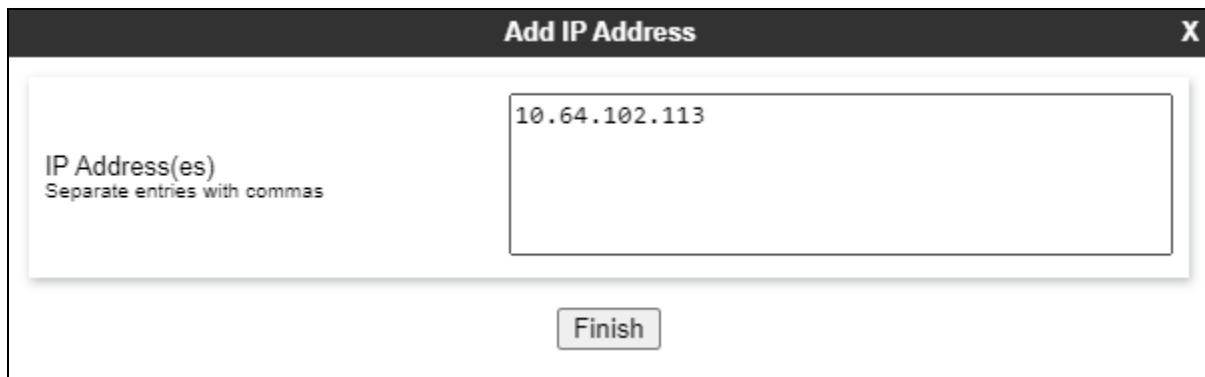 Add IP Address X
10.64.102.113
IP Address(es)
Separate entries with commas
Finish